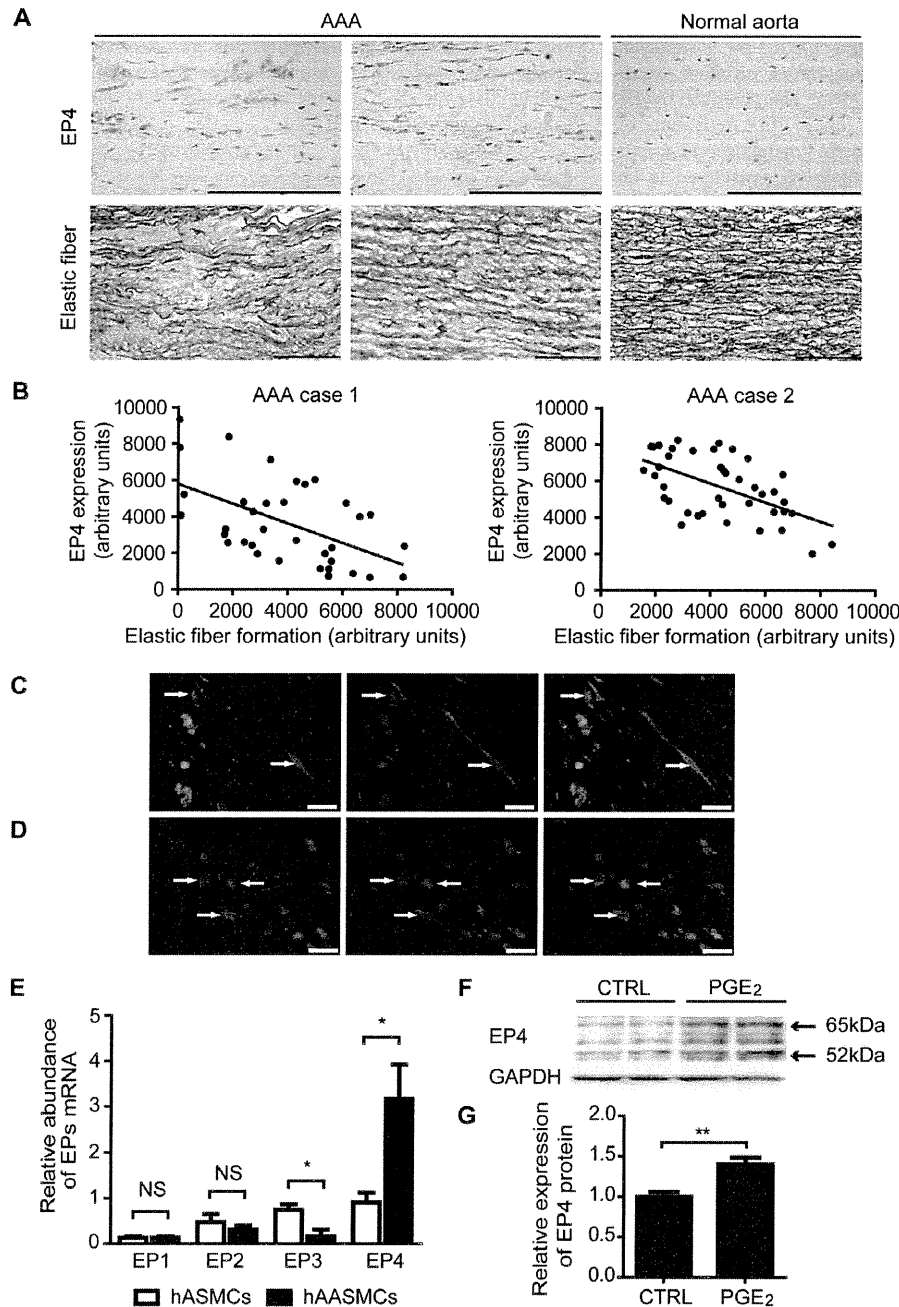 A
AAA
Normal aorta
EP4
Elastic fiber
B
AAA case 1
EP4 expression
(arbitrary units)
10000
8000
6000
4000
2000
0
0
2000
4000
6000
8000
10000
Elastic fiber formation (arbitrary units)
AAA case 2
EP4 expression
(arbitrary units)
10000
8000
6000
4000
2000
0
0
2000
4000
6000
8000
10000
Elastic fiber formation (arbitrary units)
C
D
E
Relative abundance
of EPs mRNA
5
4
3
2
1
0
NS
NS
*
*
EP1
EP2
EP3
EP4
hASMCs
hAASMCs
F
CTRL
PGE2
EP4
65kDa
52kDa
GAPDH
G
Relative expression
of EP4 protein
2.0
1.5
1.0
0.5
0.0
**
CTRL
PGE2